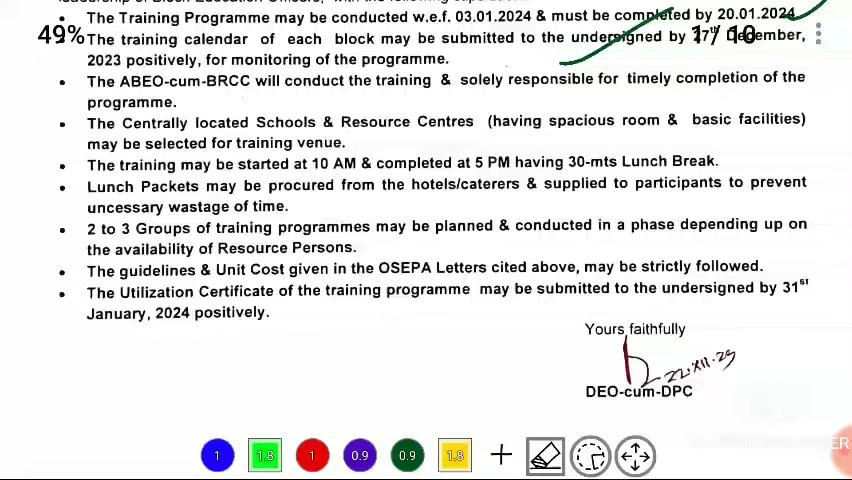 • The Training Programme may be conducted w.e.f. 03.01.2024 & must be completed by 20.01.2024
49%
1 / 10
• The training calendar of each block may be submitted to the undersigned by 27th December,
2023 positively, for monitoring of the programme.
• The ABEO-cum-BRCC will conduct the training & solely responsible for timely completion of the
programme.
• The Centrally located Schools & Resource Centres (having spacious room & basic facilities)
may be selected for training venue.
• The training may be started at 10 AM & completed at 5 PM having 30-mts Lunch Break.
• Lunch Packets may be procured from the hotels/caterers & supplied to participants to prevent
uncessary wastage of time.
• 2 to 3 Groups of training programmes may be planned & conducted in a phase depending up on
the availability of Resource Persons.
• The guidelines & Unit Cost given in the OSEPA Letters cited above, may be strictly followed.
• The Utilization Certificate of the training programme may be submitted to the undersigned by 31st
January, 2024 positively.
Yours faithfully
22.XII.23
DEO-cum-DPC
1 1.8 1 0.9 0.9 1.8